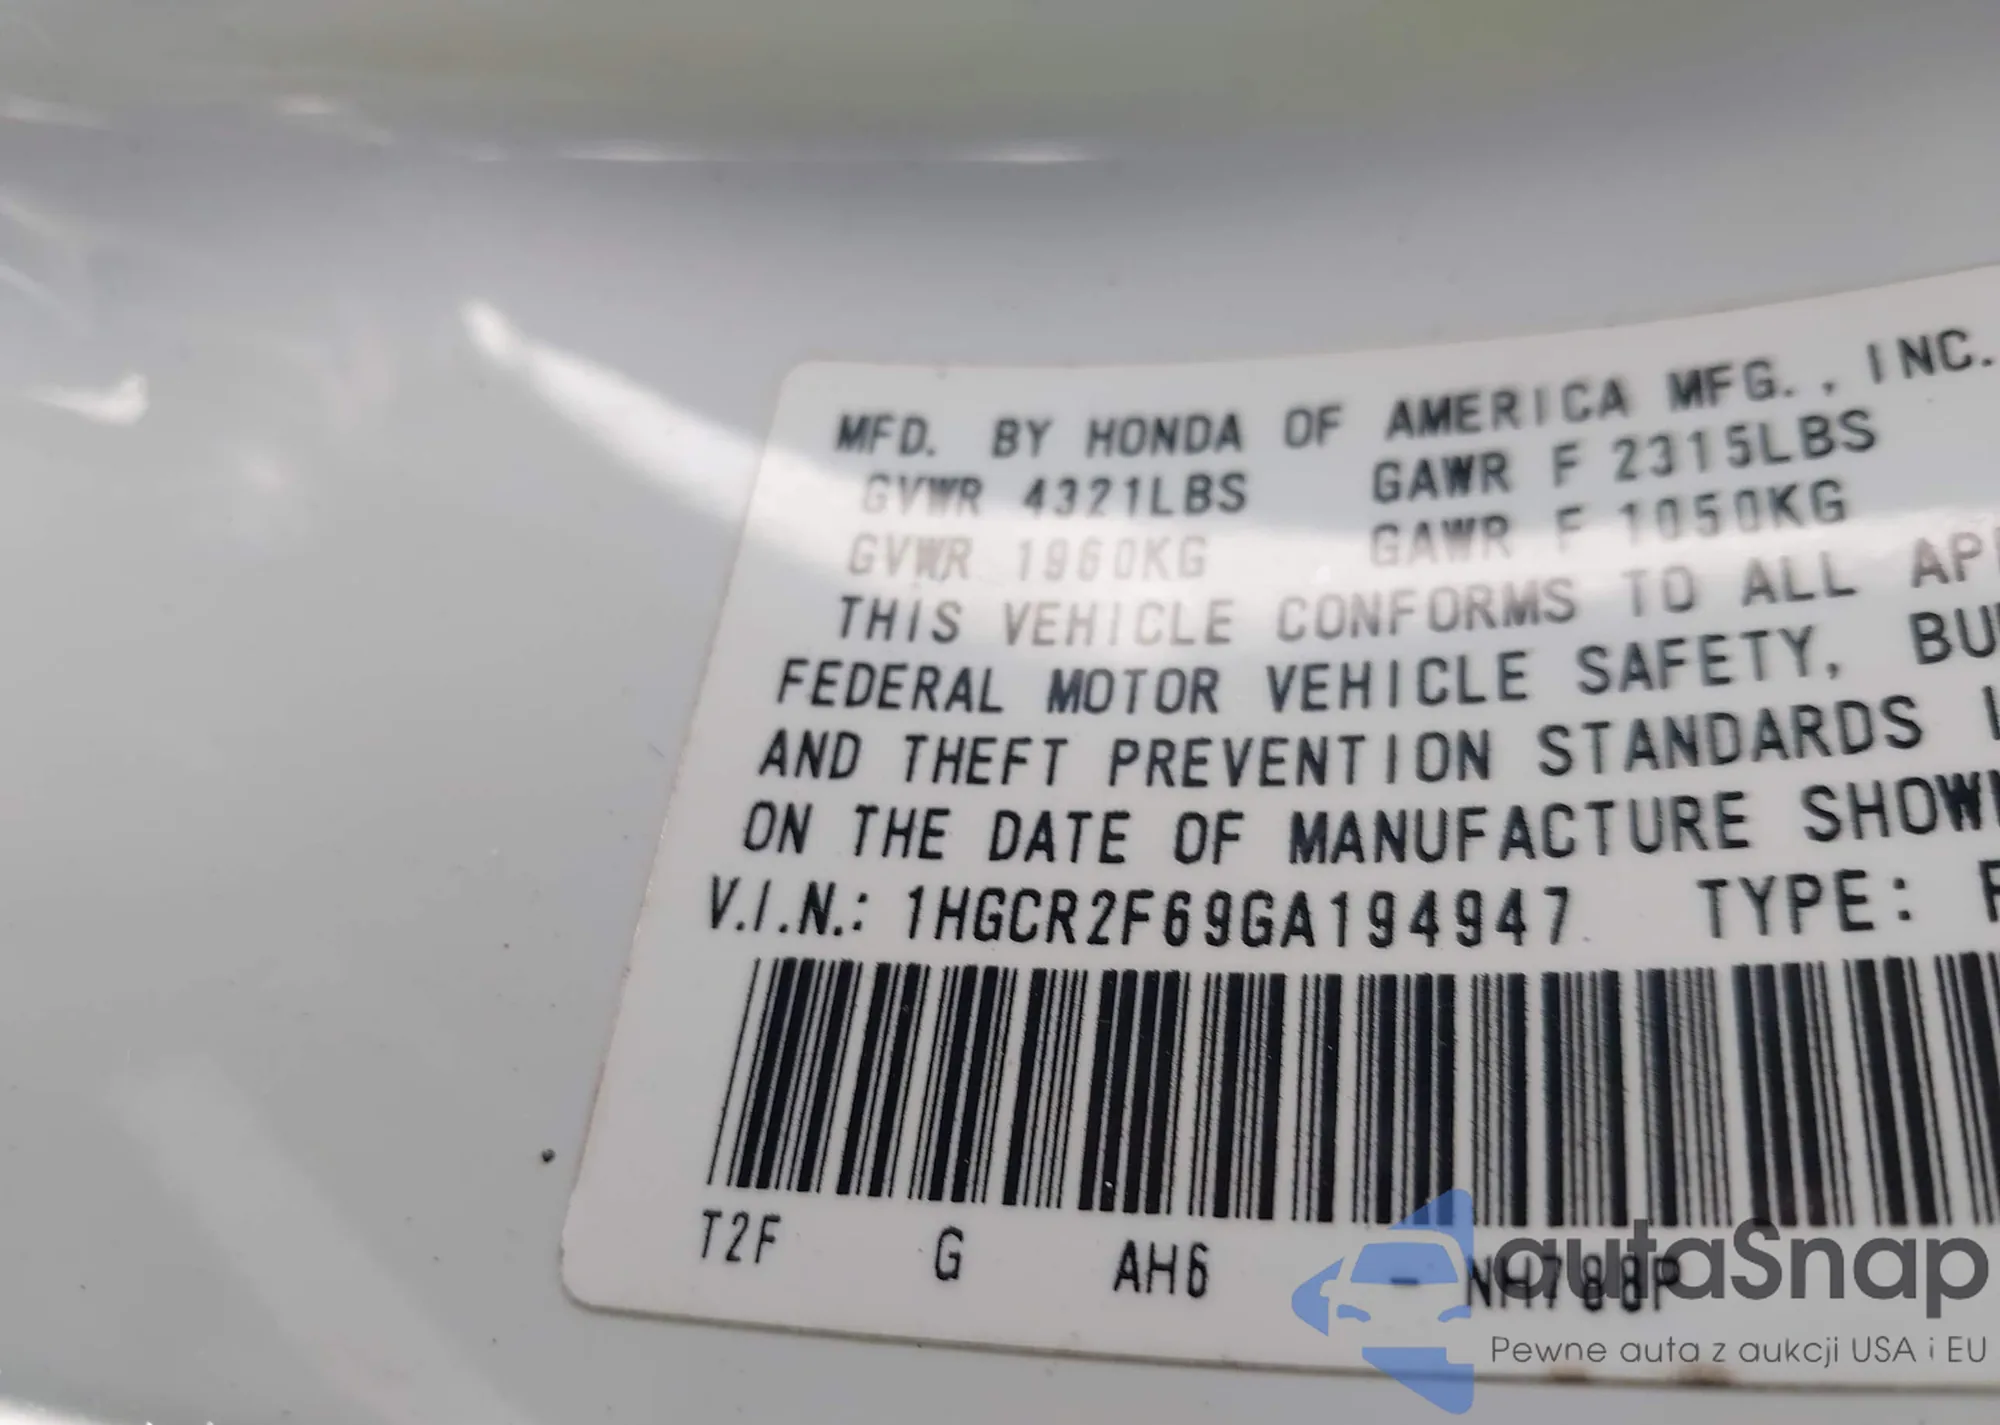 MFD. BY HONDA OF AMERICA MFG., INC.
GVWR 4321LBS GAWR F 2315LBS
GVWR 1960KG GAWR F 1050KG
THIS VEHICLE CONFORMS TO ALL
FEDERAL MOTOR VEHICLE SAFETY,
AND THEFT PREVENTION STANDARDS
ON THE DATE OF MANUFACTURE SHOWN
V.I.N.: 1HGCR2F69GA194947 TYPE:
T2F G AH6 - NH788P
autaSnap
Pewne auta z aukcji USA i EU